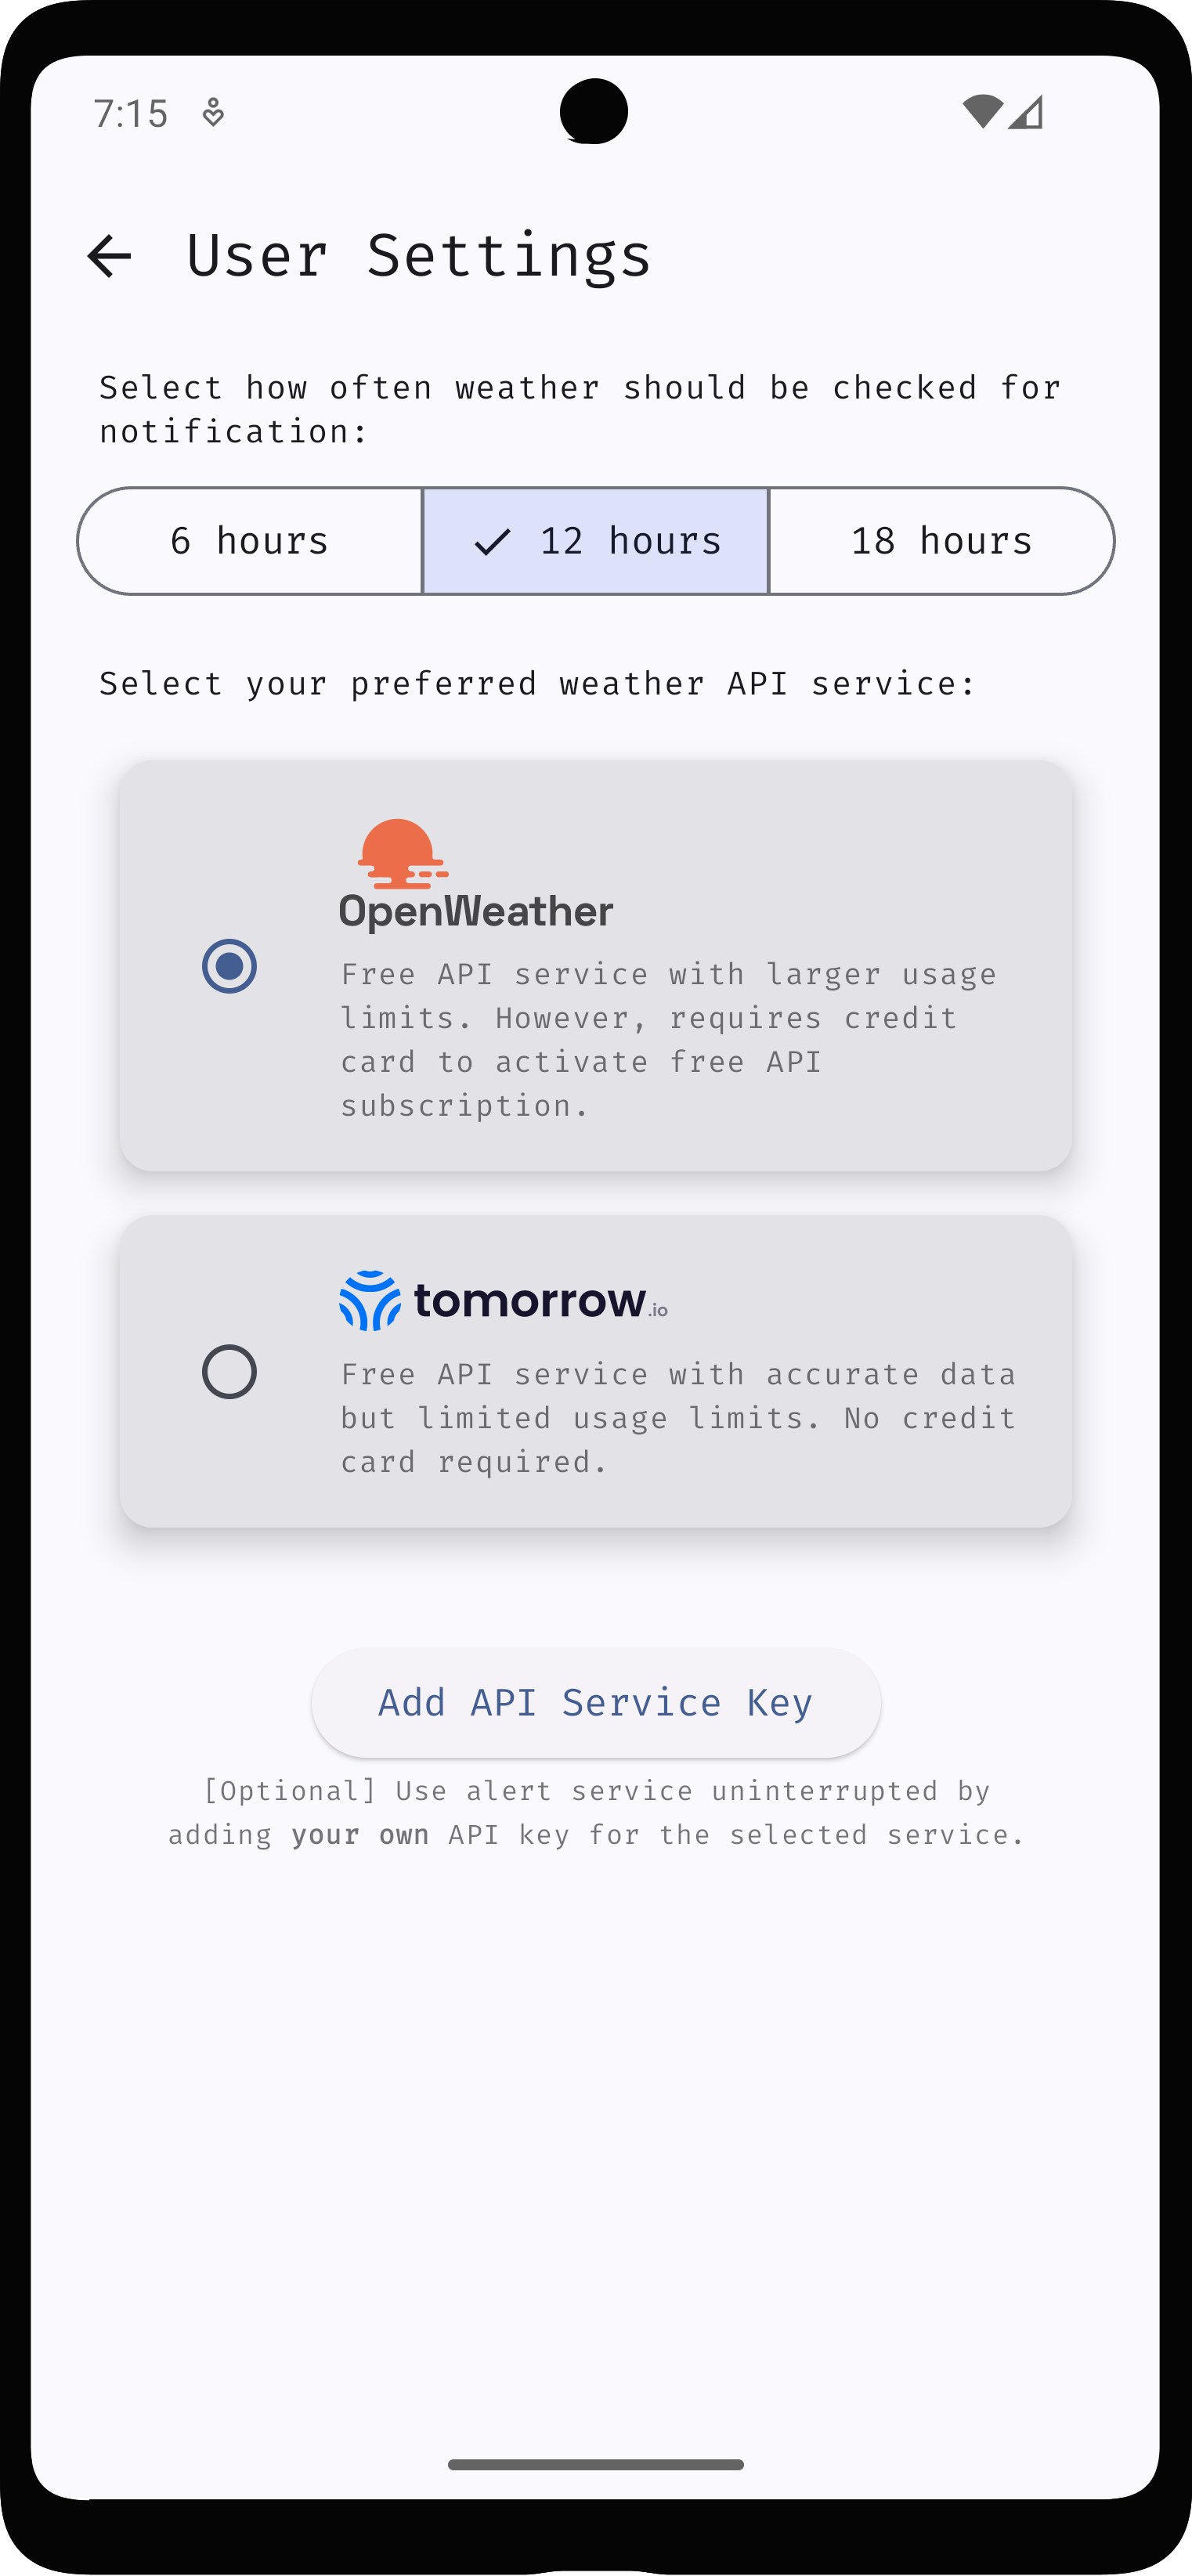 7:15
User Settings
Select how often weather should be checked for
notification:
6 hours
12 hours
18 hours
Select your preferred weather API service:
OpenWeather
Free API service with larger usage
limits. However, requires credit
card to activate free API
subscription.
tomorrow.io
Free API service with accurate data
but limited usage limits. No credit
card required.
Add API Service Key
[Optional] Use alert service uninterrupted by
adding your own API key for the selected service.